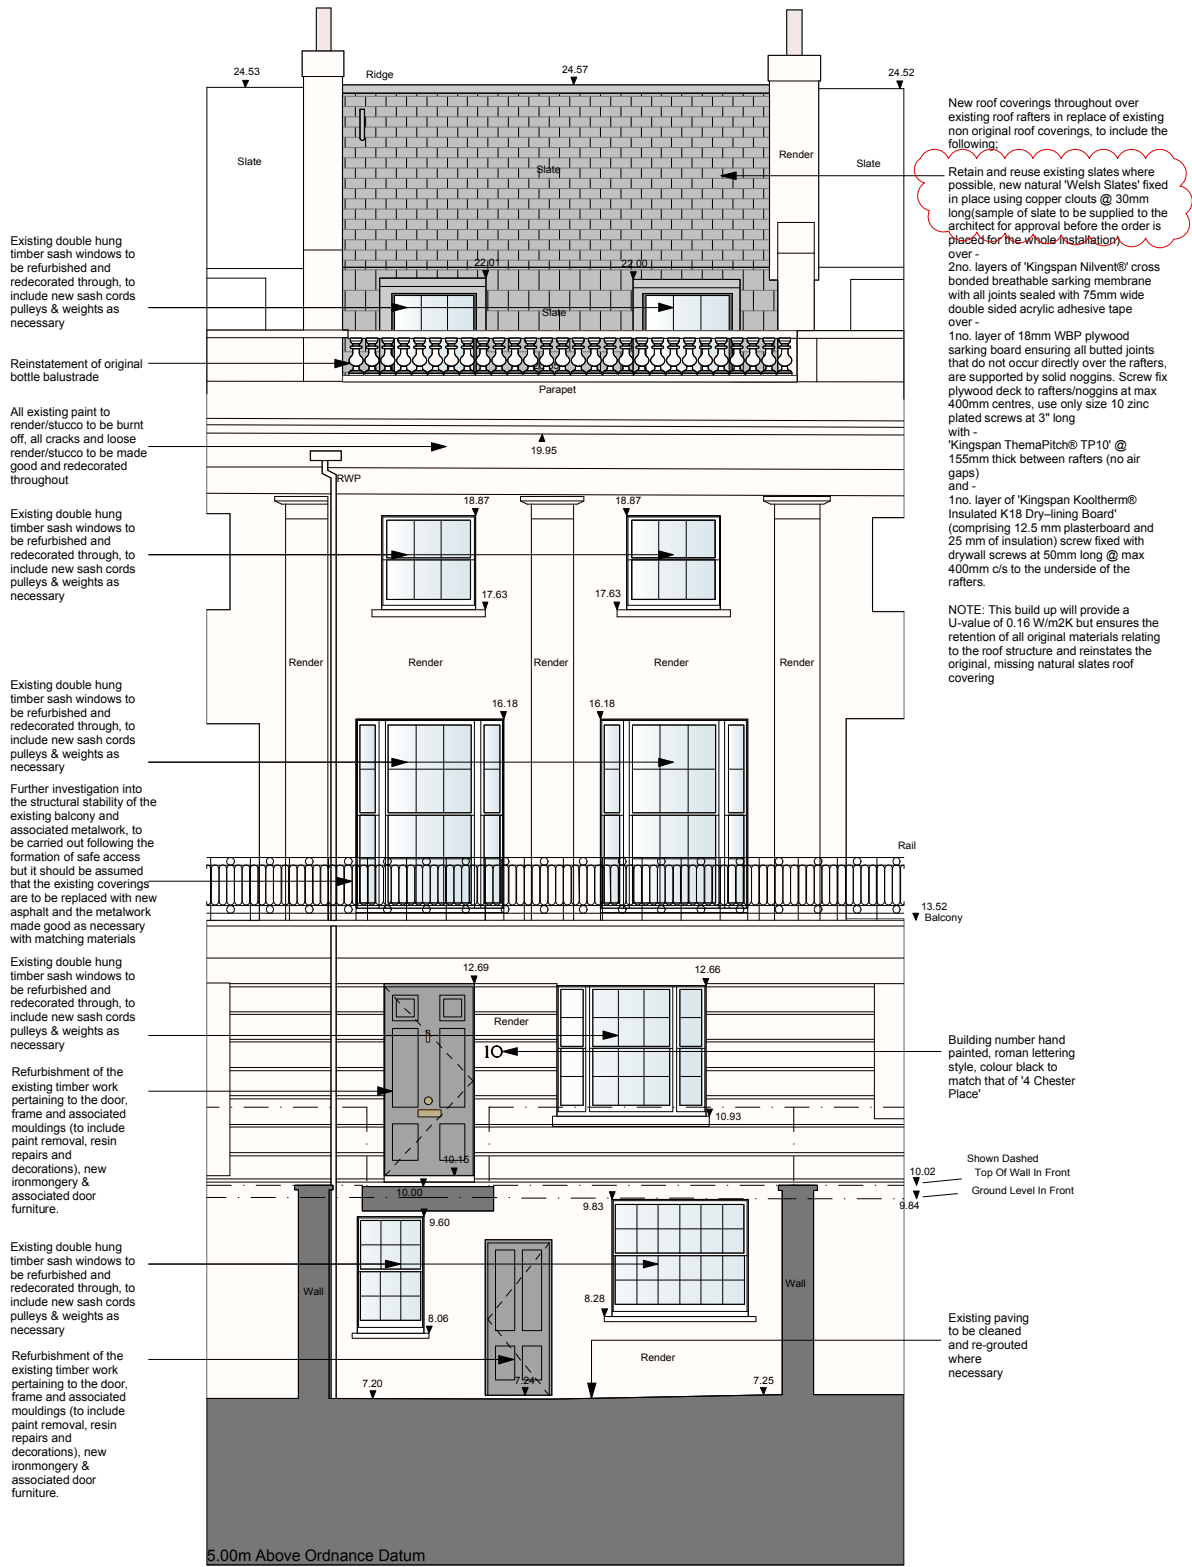 24.53
Ridge
24.57
24.52
Slate
Slate
Render
Slate
New roof coverings throughout over
existing roof rafters in replace of existing
non original roof coverings, to include the
following;
Retain and reuse existing slates where
possible, new natural 'Welsh Slates' fixed
in place using copper clouts @ 30mm
long(sample of slate to be supplied to the
architect for approval before the order is
placed for the whole installation)
over -
2no. layers of 'Kingspan Nilvent®' cross
bonded breathable sarking membrane
with all joints sealed with 75mm wide
double sided acrylic adhesive tape
over -
1no. layer of 18mm WBP plywood
sarking board ensuring all butted joints
that do not occur directly over the rafters,
are supported by solid noggins. Screw fix
plywood deck to rafters/noggins at max
400mm centres, use only size 10 zinc
plated screws at 3" long
with -
'Kingspan ThemaPitch® TP10' @
155mm thick between rafters (no air
gaps)
and -
1no. layer of 'Kingspan Kooltherm®
Insulated K18 Dry–lining Board'
(comprising 12.5 mm plasterboard and
25 mm of insulation) screw fixed with
drywall screws at 50mm long @ max
400mm c/s to the underside of the
rafters.
NOTE: This build up will provide a
U-value of 0.16 W/m2K but ensures the
retention of all original materials relating
to the roof structure and reinstates the
original, missing natural slates roof
covering
Existing double hung
timber sash windows to
be refurbished and
redecorated through, to
include new sash cords
pulleys & weights as
necessary
22.01
22.00
Slate
Reinstatement of original
bottle balustrade
Parapet
All existing paint to
render/stucco to be burnt
off, all cracks and loose
render/stucco to be made
good and redecorated
throughout
19.95
RWP
Existing double hung
timber sash windows to
be refurbished and
redecorated through, to
include new sash cords
pulleys & weights as
necessary
18.87
18.87
17.63
17.63
Render
Render
Render
Render
Render
Existing double hung
timber sash windows to
be refurbished and
redecorated through, to
include new sash cords
pulleys & weights as
necessary
16.18
16.18
Further investigation into
the structural stability of the
existing balcony and
associated metalwork, to
be carried out following the
formation of safe access
but it should be assumed
that the existing coverings
are to be replaced with new
asphalt and the metalwork
made good as necessary
with matching materials
Rail
13.52
Balcony
Existing double hung
timber sash windows to
be refurbished and
redecorated through, to
include new sash cords
pulleys & weights as
necessary
12.69
12.66
Render
10
Building number hand
painted, roman lettering
style, colour black to
match that of '4 Chester
Place'
Refurbishment of the
existing timber work
pertaining to the door,
frame and associated
mouldings (to include
paint removal, resin
repairs and
decorations), new
ironmongery &
associated door
furniture.
10.93
10.15
Shown Dashed
10.02
Top Of Wall In Front
Ground Level In Front
9.84
10.00
9.83
9.60
Existing double hung
timber sash windows to
be refurbished and
redecorated through, to
include new sash cords
pulleys & weights as
necessary
Wall
Wall
8.28
8.06
Existing paving
to be cleaned
and re-grouted
where
necessary
Render
Refurbishment of the
existing timber work
pertaining to the door,
frame and associated
mouldings (to include
paint removal, resin
repairs and
decorations), new
ironmongery &
associated door
furniture.
7.20
7.24
7.25
5.00m Above Ordnance Datum